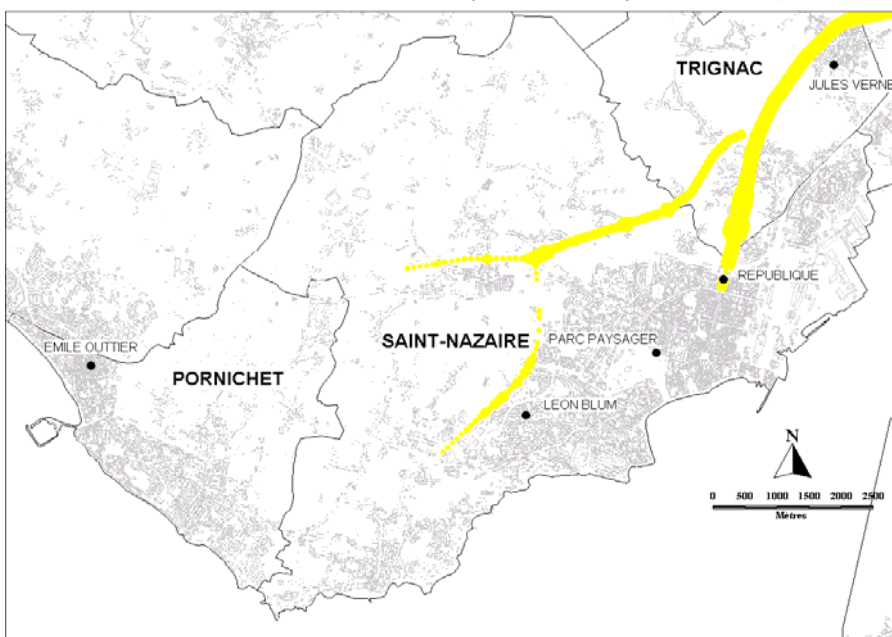 TRIGNAC
JULES VERNE
REPUBLIQUE
SAINT-NAZAIRE
PARC PAYSAGER
EMILE OUTTIER
PORNICHET
LEON BLUM
N
0 500 1000 1500 2000 2500
Mètres